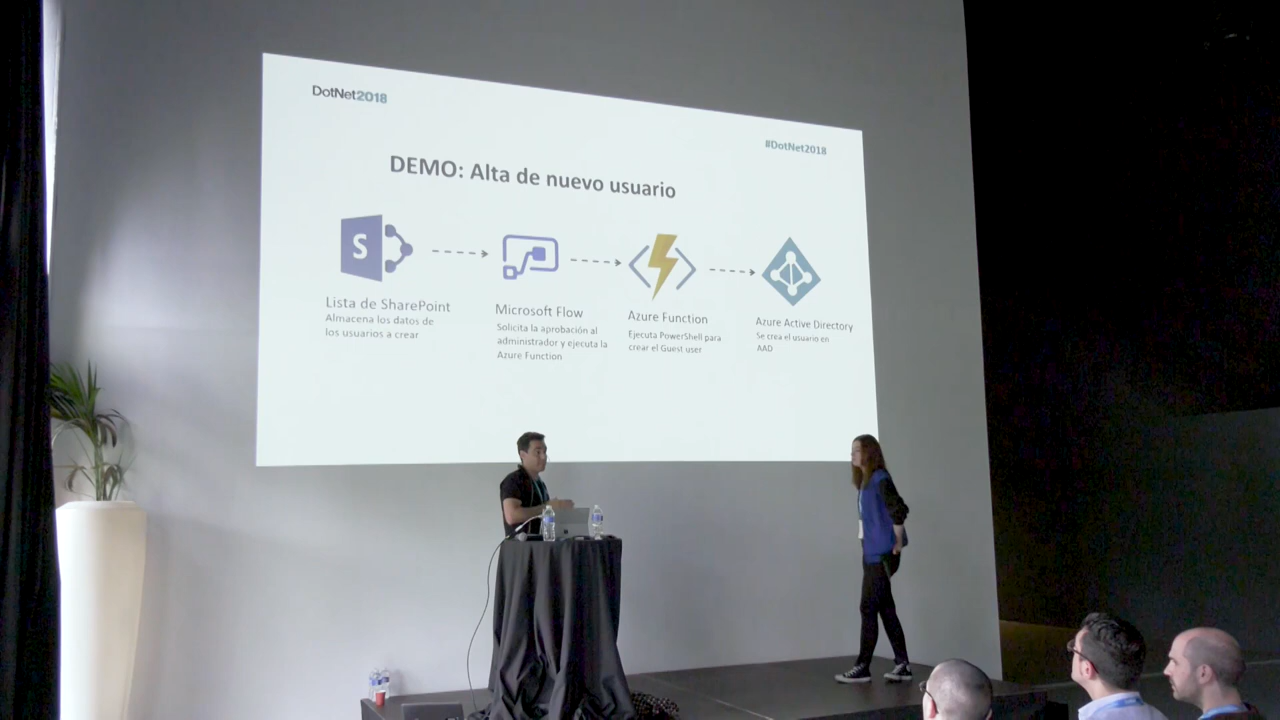 DotNet2018
#DotNet2018
DEMO: Alta de nuevo usuario
S
Lista de SharePoint
Almacena los datos de
los usuarios a crear
Microsoft Flow
Solicita la aprobación al
administrador y ejecuta la
Azure Function
Azure Function
Ejecuta PowerShell para
crear el Guest user
Azure Active Directory
Se crea el usuario en
AAD